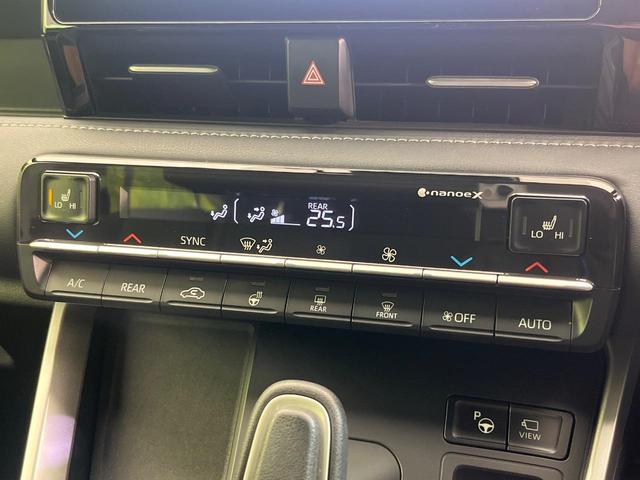 nanoeX
REAR
25.5
LO HI
LO HI
SYNC
A/C
REAR
REAR
FRONT
OFF
AUTO
P
VIEW